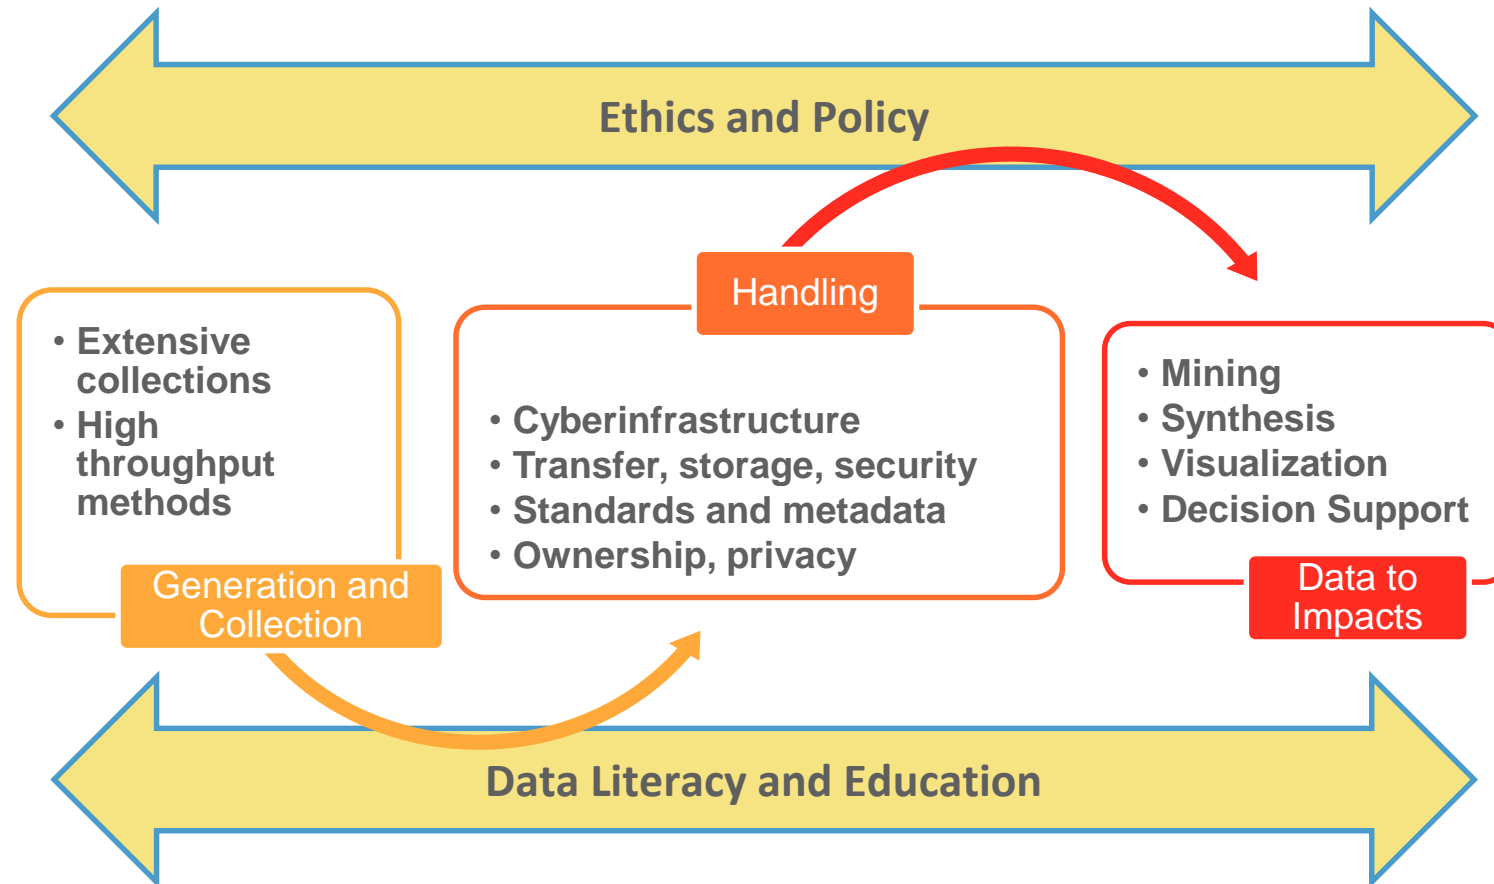 Ethics and Policy
• Extensive
collections
• High
throughput
methods
Generation and
Collection
Handling
• Cyberinfrastructure
• Transfer, storage, security
• Standards and metadata
• Ownership, privacy
• Mining
• Synthesis
• Visualization
• Decision Support
Data to
Impacts
Data Literacy and Education